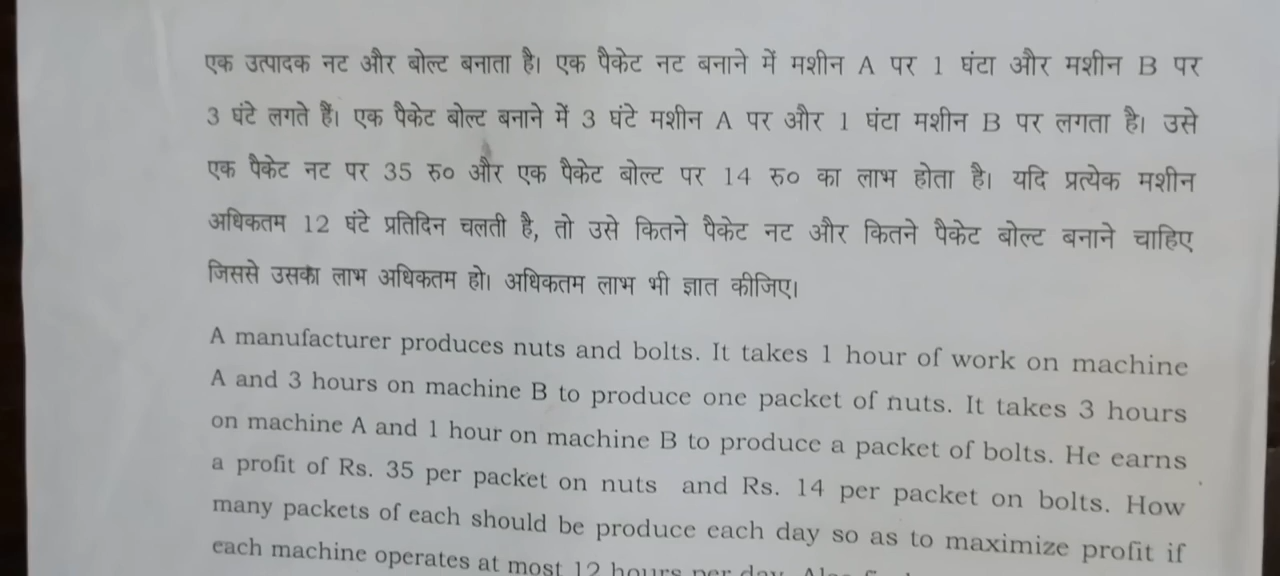 एक उत्पादक नट और बोल्ट बनाता है। एक पैकेट नट बनाने में मशीन A पर 1 घंटा और मशीन B पर
3 घंटे लगते हैं। एक पैकेट बोल्ट बनाने में 3 घंटे मशीन A पर और 1 घंटा मशीन B पर लगता है। उसे
एक पैकेट नट पर 35 रु० और एक पैकेट बोल्ट पर 14 रु० का लाभ होता है। यदि प्रत्येक मशीन
अधिकतम 12 घंटे प्रतिदिन चलती है, तो उसे कितने पैकेट नट और कितने पैकेट बोल्ट बनाने चाहिए
जिससे उसका लाभ अधिकतम हो। अधिकतम लाभ भी ज्ञात कीजिए।
A manufacturer produces nuts and bolts. It takes 1 hour of work on machine
A and 3 hours on machine B to produce one packet of nuts. It takes 3 hours
on machine A and 1 hour on machine B to produce a packet of bolts. He earns
a profit of Rs. 35 per packet on nuts and Rs. 14 per packet on bolts. How
many packets of each should be produce each day so as to maximize profit if
each machine operates at most 12 hours per day.